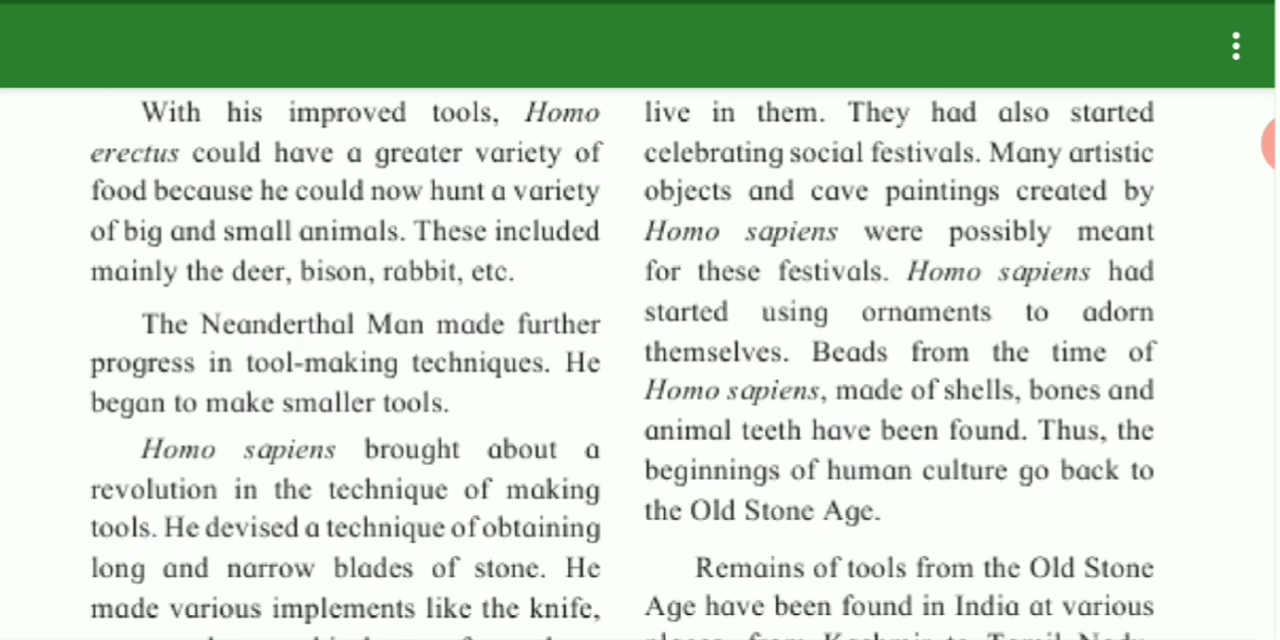 With his improved tools, Homo
erectus could have a greater variety of
food because he could now hunt a variety
of big and small animals. These included
mainly the deer, bison, rabbit, etc.
The Neanderthal Man made further
progress in tool-making techniques. He
began to make smaller tools.
Homo sapiens brought about a
revolution in the technique of making
tools. He devised a technique of obtaining
long and narrow blades of stone. He
made various implements like the knife,
live in them. They had also started
celebrating social festivals. Many artistic
objects and cave paintings created by
Homo sapiens were possibly meant
for these festivals. Homo sapiens had
started using ornaments to adorn
themselves. Beads from the time of
Homo sapiens, made of shells, bones and
animal teeth have been found. Thus, the
beginnings of human culture go back to
the Old Stone Age.
Remains of tools from the Old Stone
Age have been found in India at various
places, from Kashmir to Tamil Nadu.